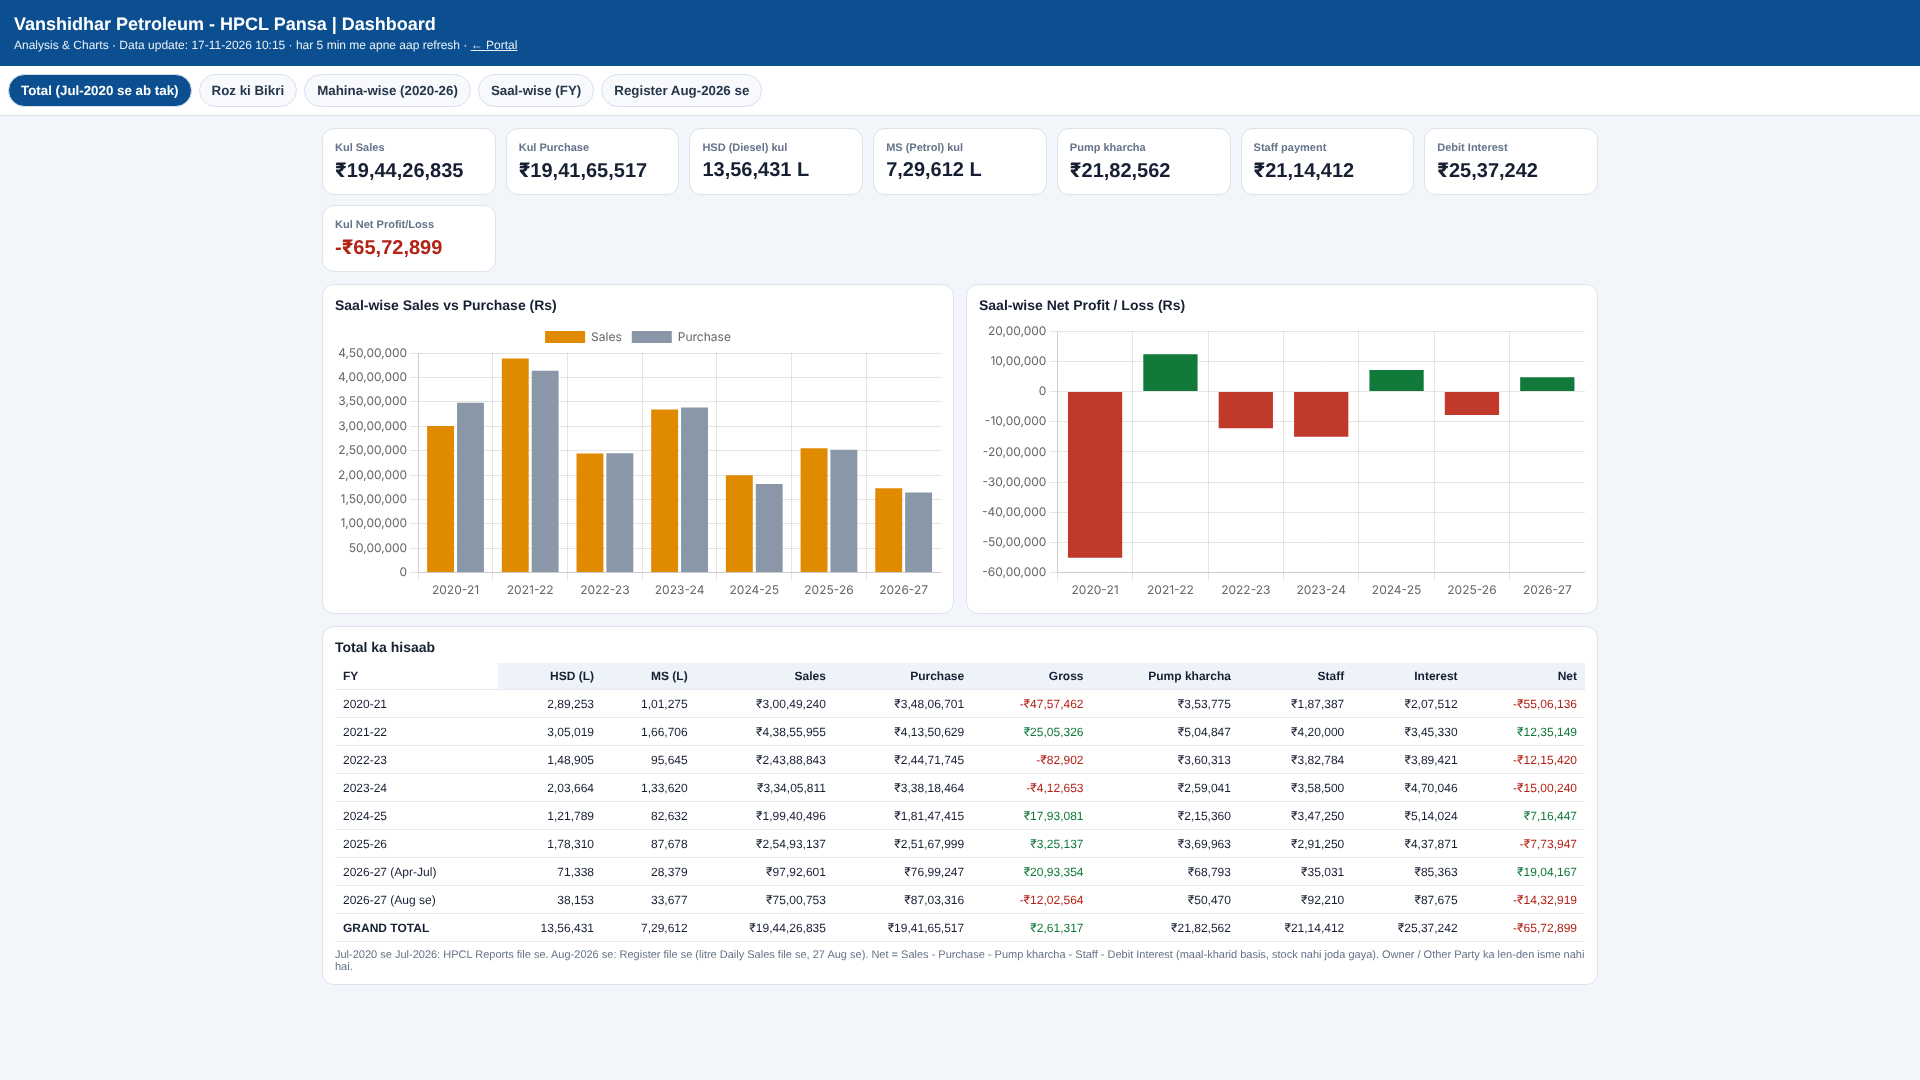 Vanshidhar Petroleum - HPCL Pansa | Dashboard
Analysis & Charts · Data update: 17-11-2026 10:15 · har 5 min me apne aap refresh · ← Portal
Total (Jul-2020 se ab tak) Roz ki Bikri Mahina-wise (2020-26) Saal-wise (FY) Register Aug-2026 se
Kul Sales Kul Purchase HSD (Diesel) kul MS (Petrol) kul Pump kharcha Staff payment Debit Interest
₹19,44,26,835 ₹19,41,65,517 13,56,431 L 7,29,612 L ₹21,82,562 ₹21,14,412 ₹25,37,242
Kul Net Profit/Loss
-₹65,72,899
Saal-wise Sales vs Purchase (Rs)
Sales Purchase
4,50,00,000
4,00,00,000
3,50,00,000
3,00,00,000
2,50,00,000
2,00,00,000
1,50,00,000
1,00,00,000
50,00,000
0
2020-21 2021-22 2022-23 2023-24 2024-25 2025-26 2026-27
Saal-wise Net Profit / Loss (Rs)
20,00,000
10,00,000
0
-10,00,000
-20,00,000
-30,00,000
-40,00,000
-50,00,000
-60,00,000
2020-21 2021-22 2022-23 2023-24 2024-25 2025-26 2026-27
Total ka hisaab
FY HSD (L) MS (L) Sales Purchase Gross Pump kharcha Staff Interest Net
2020-21 2,89,253 1,01,275 ₹3,00,49,240 ₹3,48,06,701 -₹47,57,462 ₹3,53,775 ₹1,87,387 ₹2,07,512 -₹55,06,136
2021-22 3,05,019 1,66,706 ₹4,38,55,955 ₹4,13,50,629 ₹25,05,326 ₹5,04,847 ₹4,20,000 ₹3,45,330 ₹12,35,149
2022-23 1,48,905 95,645 ₹2,43,88,843 ₹2,44,71,745 -₹82,902 ₹3,60,313 ₹3,82,784 ₹3,89,421 -₹12,15,420
2023-24 2,03,664 1,33,620 ₹3,34,05,811 ₹3,38,18,464 -₹4,12,653 ₹2,59,041 ₹3,58,500 ₹4,70,046 -₹15,00,240
2024-25 1,21,789 82,632 ₹1,99,40,496 ₹1,81,47,415 ₹17,93,081 ₹2,15,360 ₹3,47,250 ₹5,14,024 ₹7,16,447
2025-26 1,78,310 87,678 ₹2,54,93,137 ₹2,51,67,999 ₹3,25,137 ₹3,69,963 ₹2,91,250 ₹4,37,871 -₹7,73,947
2026-27 (Apr-Jul) 71,338 28,379 ₹97,92,601 ₹76,99,247 ₹20,93,354 ₹68,793 ₹35,031 ₹85,363 ₹19,04,167
2026-27 (Aug se) 38,153 33,677 ₹75,00,753 ₹87,03,316 -₹12,02,564 ₹50,470 ₹92,210 ₹87,675 -₹14,32,919
GRAND TOTAL 13,56,431 7,29,612 ₹19,44,26,835 ₹19,41,65,517 ₹2,61,317 ₹21,82,562 ₹21,14,412 ₹25,37,242 -₹65,72,899
Jul-2020 se Jul-2026: HPCL Reports file se. Aug-2026 se: Register file se (litre Daily Sales file se, 27 Aug se). Net = Sales - Purchase - Pump kharcha - Staff - Debit Interest (maal-kharid basis, stock nahi joda gaya). Owner / Other Party ka len-den isme nahi
hai.